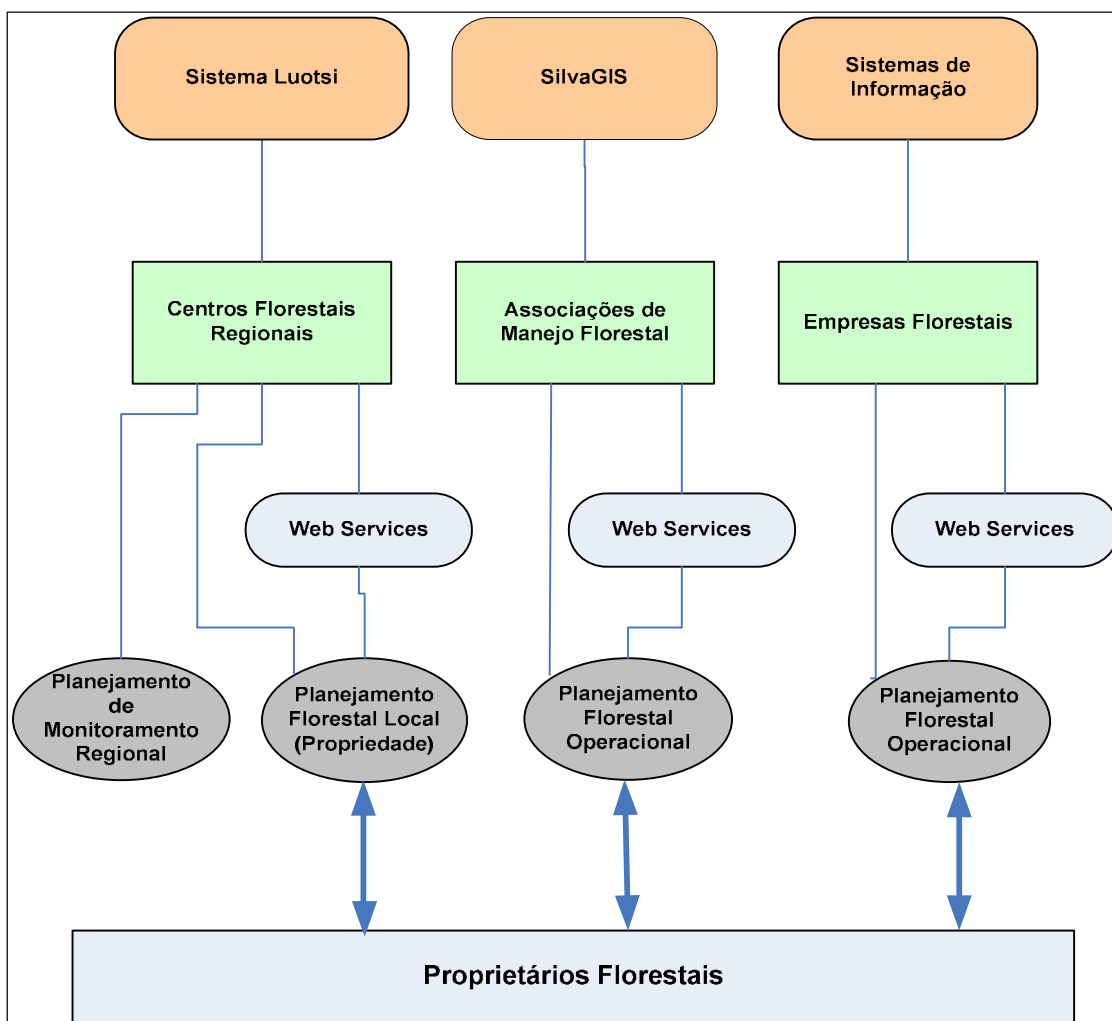 Sistema Luotsi
SilvaGIS
Sistemas de
Informação
Centros Florestais
Regionais
Associações de
Manejo Florestal
Empresas Florestais
Web Services
Web Services
Web Services
Planejamento
de
Monitoramento
Regional
Planejamento
Florestal Local
(Propriedade)
Planejamento
Florestal
Operacional
Planejamento
Florestal
Operacional
Proprietários Florestais